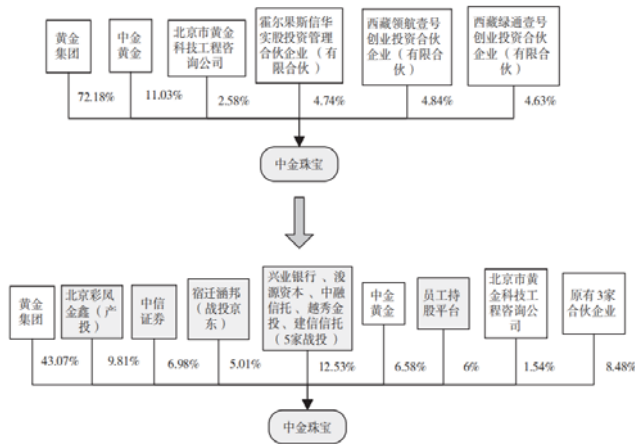 黄金
集团
中金
黄金
北京市黄金
科技工程咨
询公司
霍尔果斯信华
实股投资管理
合伙企业（有
限合伙）
西藏领航壹号
创业投资合伙
企业（有限合
伙）
西藏绿通壹号
创业投资合伙
企业（有限合
伙）
72.18%
11.03%
2.58%
4.74%
4.84%
4.63%
中金珠宝
黄金
集团
北京彩凤
金鑫（产
投）
中信
证券
宿迁涵邦
（战投京
东）
兴业银行、浚
源资本、中融
信托、越秀金
投、建信信托
（5家战投）
中金
黄金
员工持
股平台
北京市黄
金科技工
程咨询公
司
原有3家
合伙企业
43.07%
9.81%
6.98%
5.01%
12.53%
6.58%
6%
1.54%
8.48%
中金珠宝